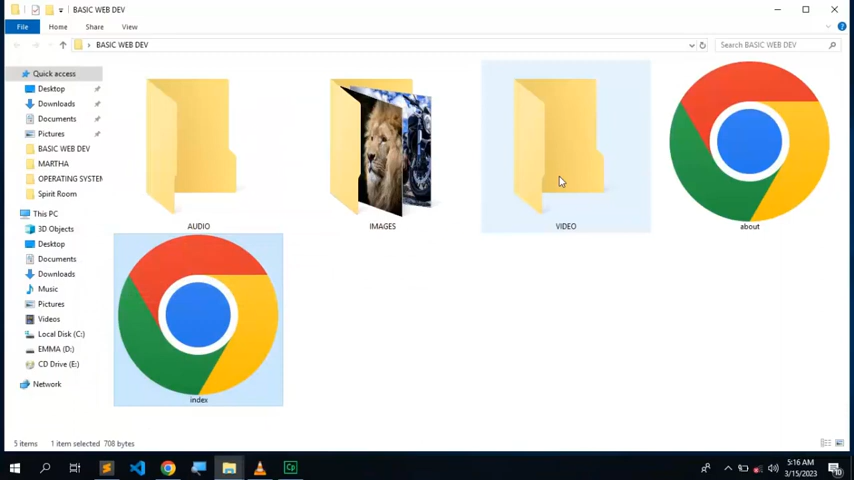 BASIC WEB DEV
File Home Share View
BASIC WEB DEV
Search BASIC WEB DEV
Quick access
Desktop
Downloads
Documents
Pictures
BASIC WEB DEV
MARTHA
OPERATING SYSTEM
Spirit Room
This PC
3D Objects
Desktop
Documents
Downloads
Music
Pictures
Videos
Local Disk (C:)
EMMA (D:)
CD Drive (E:)
Network
AUDIO
IMAGES
VIDEO
about
index
5 items 1 item selected 708 bytes
Cp
5:16 AM
3/15/2023
10